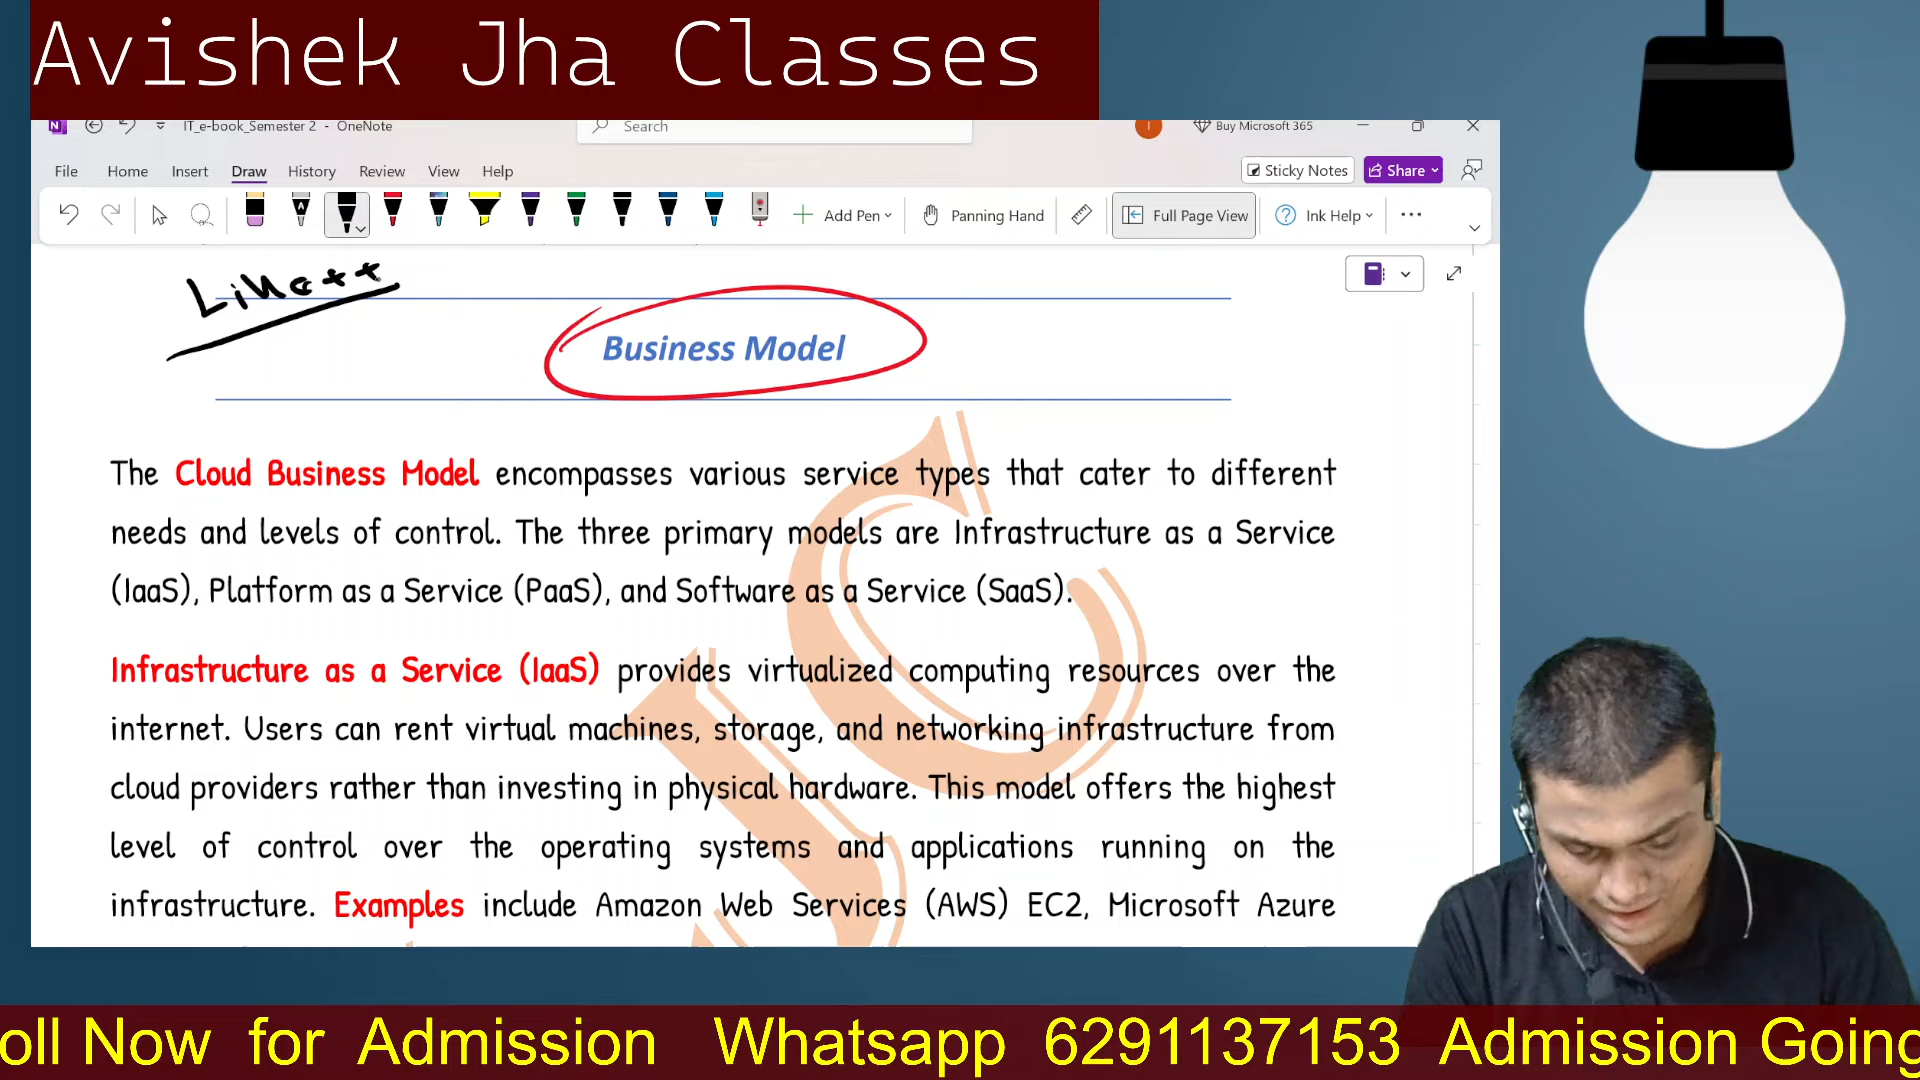 Avishek Jha Classes
IT_e-book_Semester 2 - OneNote
Search
Buy Microsoft 365
File Home Insert Draw History Review View Help
Sticky Notes
Share
Add Pen
Panning Hand
Full Page View
Ink Help
Business Model
The Cloud Business Model encompasses various service types that cater to different
needs and levels of control. The three primary models are Infrastructure as a Service
(IaaS), Platform as a Service (PaaS), and Software as a Service (SaaS).
Infrastructure as a Service (IaaS) provides virtualized computing resources over the
internet. Users can rent virtual machines, storage, and networking infrastructure from
cloud providers rather than investing in physical hardware. This model offers the highest
level of control over the operating systems and applications running on the
infrastructure. Examples include Amazon Web Services (AWS) EC2, Microsoft Azure
oll Now for Admission Whatsapp 6291137153 Admission Going